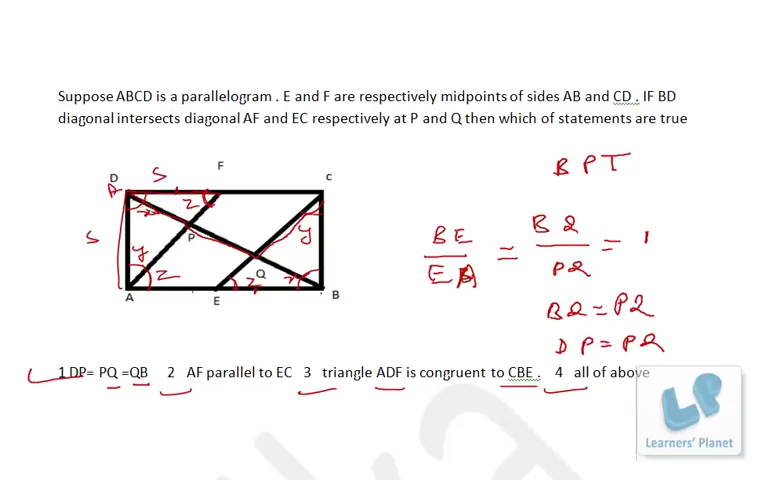 Suppose ABCD is a parallelogram . E and F are respectively midpoints of sides AB and CD . IF BD
diagonal intersects diagonal AF and EC respectively at P and Q then which of statements are true
B P T
D S F C
A x z
S P y
y Q
z z x
A E B
BE / EA = BQ / PQ = 1
BQ = PQ
DP = PQ
1 DP= PQ =QB 2 AF parallel to EC 3 triangle ADF is congruent to CBE . 4 all of above
LP
Learners' Planet